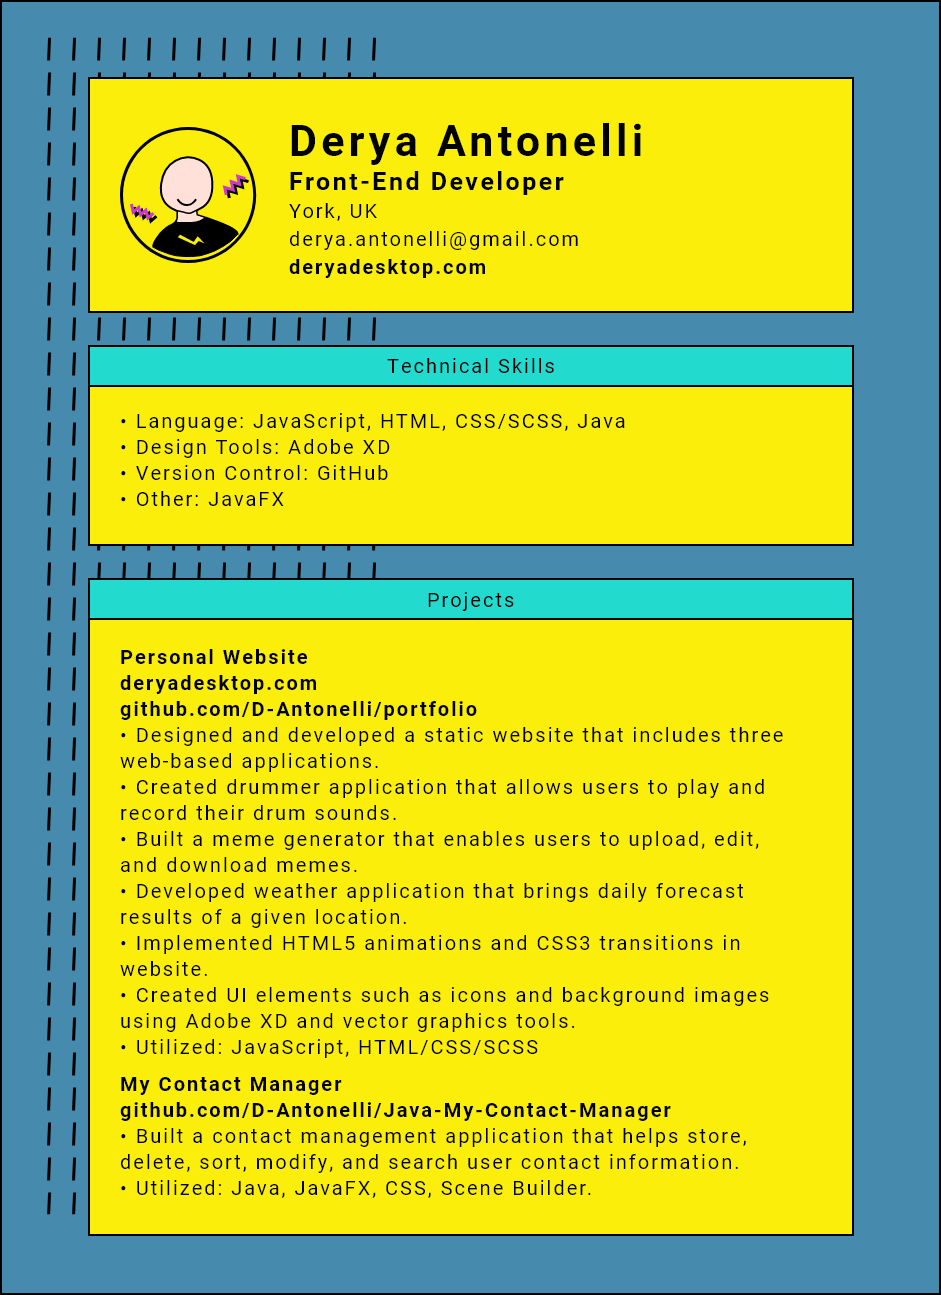 Derya Antonelli
Front-End Developer
York, UK
derya.antonelli@gmail.com
deryadesktop.com
Technical Skills
• Language: JavaScript, HTML, CSS/SCSS, Java
• Design Tools: Adobe XD
• Version Control: GitHub
• Other: JavaFX
Projects
Personal Website
deryadesktop.com
github.com/D-Antonelli/portfolio
• Designed and developed a static website that includes three
web-based applications.
• Created drummer application that allows users to play and
record their drum sounds.
• Built a meme generator that enables users to upload, edit,
and download memes.
• Developed weather application that brings daily forecast
results of a given location.
• Implemented HTML5 animations and CSS3 transitions in
website.
• Created UI elements such as icons and background images
using Adobe XD and vector graphics tools.
• Utilized: JavaScript, HTML/CSS/SCSS
My Contact Manager
github.com/D-Antonelli/Java-My-Contact-Manager
• Built a contact management application that helps store,
delete, sort, modify, and search user contact information.
• Utilized: Java, JavaFX, CSS, Scene Builder.